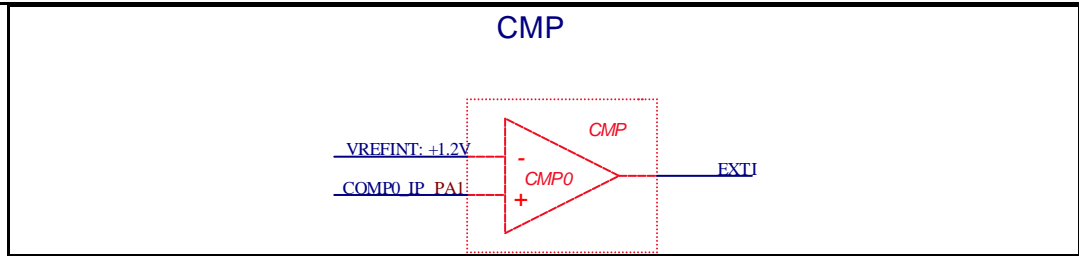 CMP
CMP
VREFINT: +1.2V
-
EXTI
CMP0
COMP0_IP PA1
+